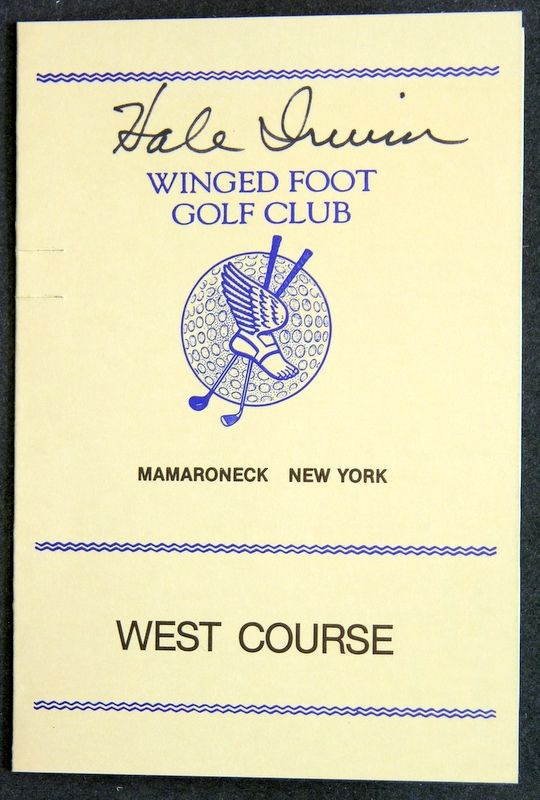 Hale Irwin
WINGED FOOT
GOLF CLUB
MAMARONECK NEW YORK
WEST COURSE